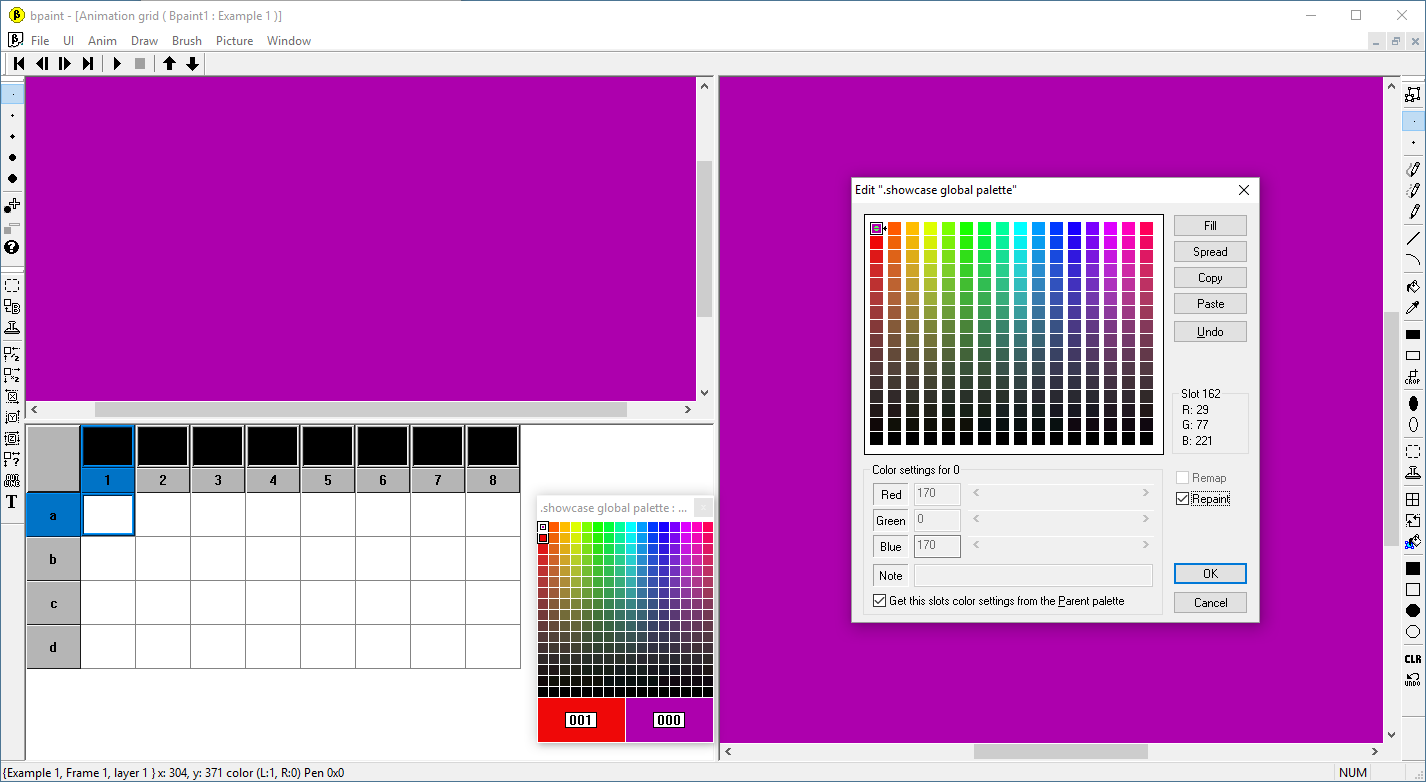 bpaint - [Animation grid ( Bpaint1 : Example 1 )]
File UI Anim Draw Brush Picture Window
Edit ".showcase global palette"
Fill
Spread
Copy
Paste
Undo
Slot 162
R: 29
G: 77
B: 221
Color settings for 0
Red 170
Green 0
Blue 170
Note
Remap
Repaint
Get this slots color settings from the Parent palette
OK
Cancel
1 2 3 4 5 6 7 8
a
b
c
d
.showcase global palette : ...
001 000
T
CROP
CLR
UNDO
{Example 1, Frame 1, layer 1 } x: 304, y: 371 color (L:1, R:0) Pen 0x0
NUM